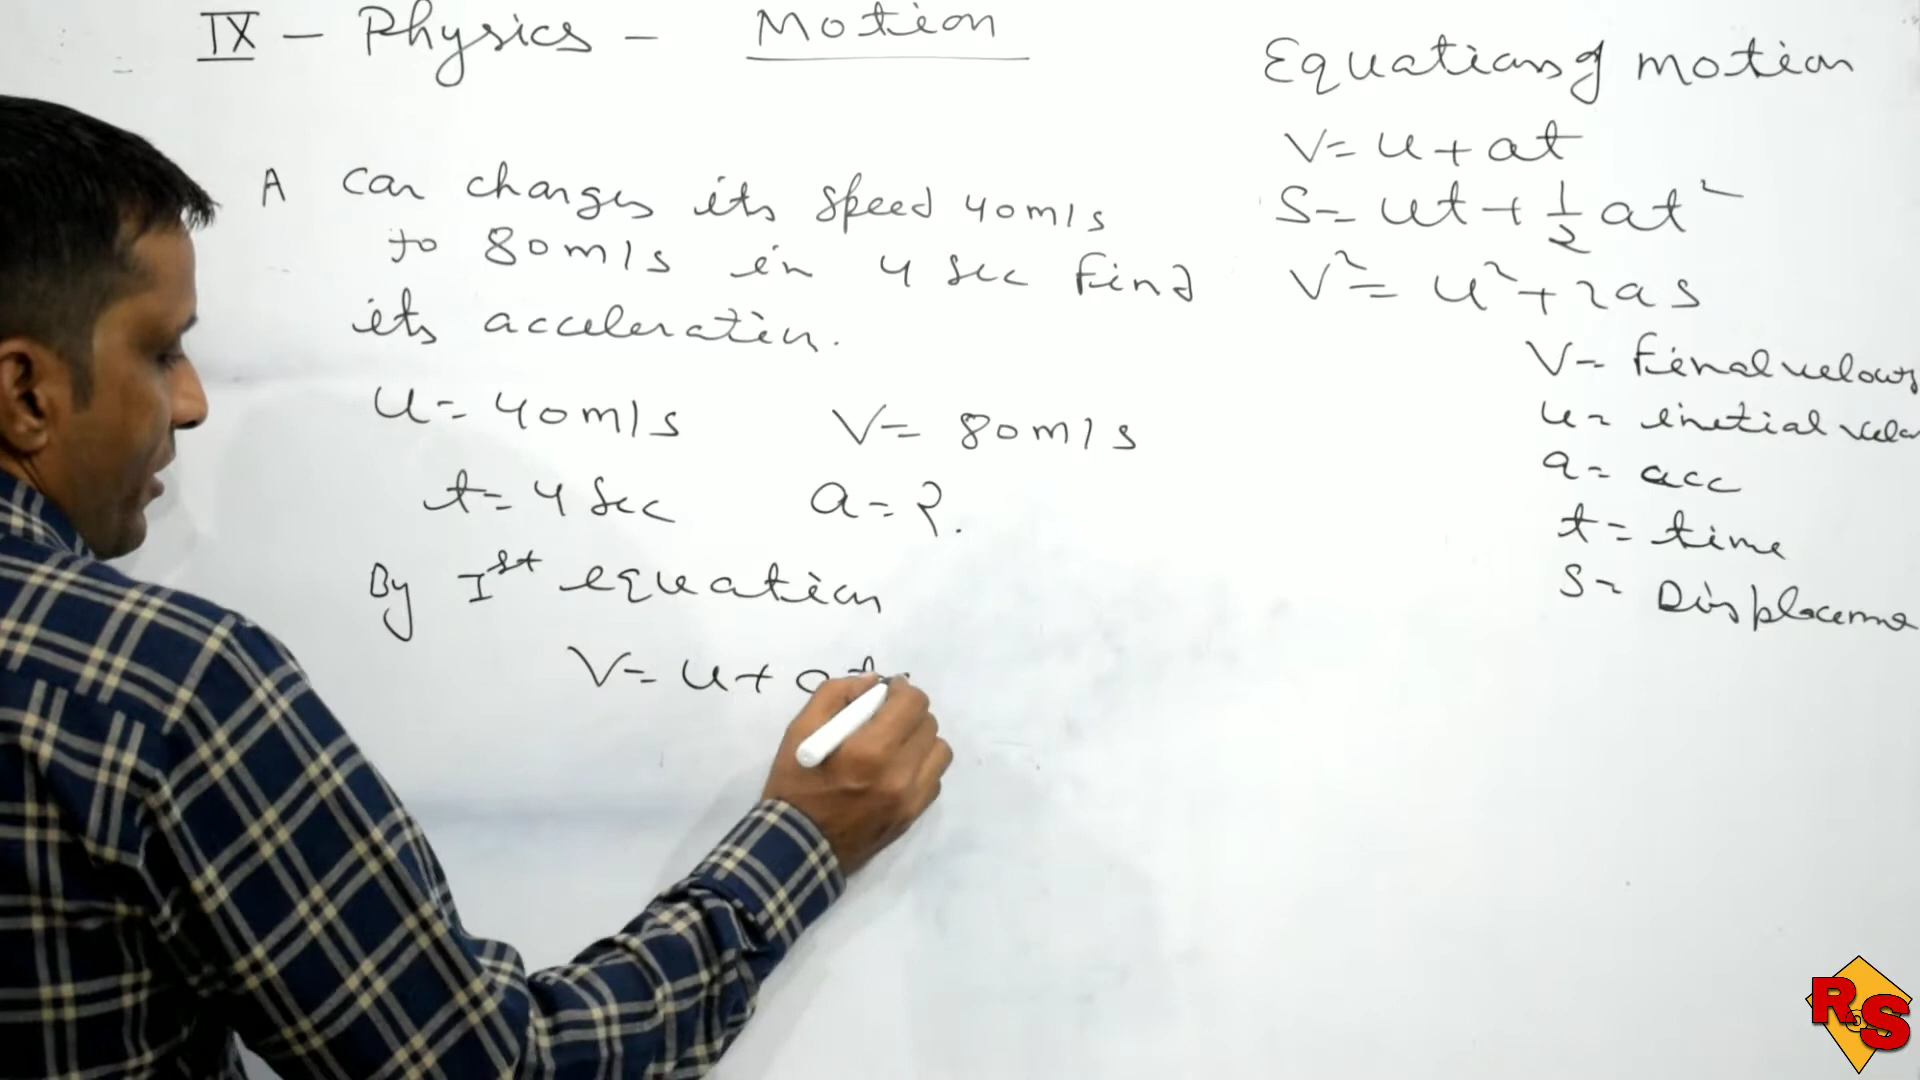 IX - Physics - Motion
A car changes its speed 40m/s
to 80m/s in 4 sec Find
its acceleration.
u = 40m/s V = 80m/s
t = 4 Sec a = ?.
By Ist equation
V = u + at
Equations of motion
V = u + at
S = ut + 1/2 at²
V² = u² + 2as
V = Final velocity
u = initial velo
a = acc
t = time
S = Displaceme
RS